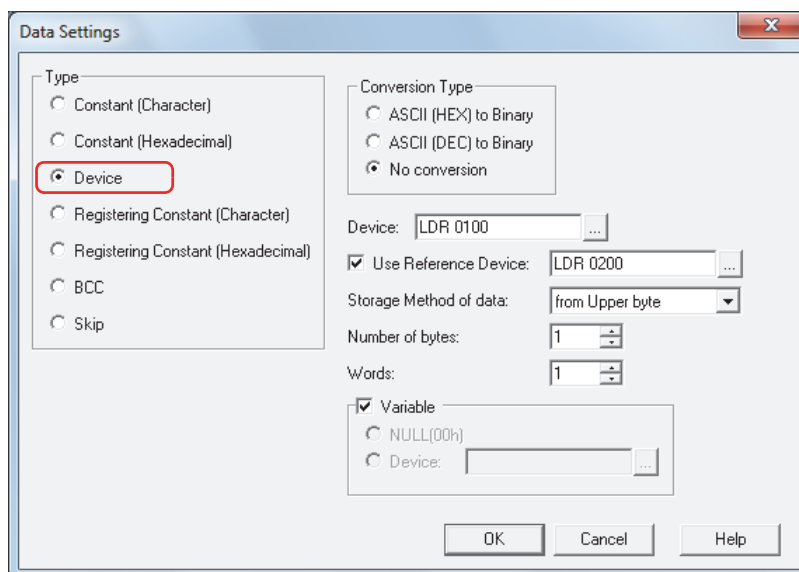 Data Settings
Type
Constant (Character)
Constant (Hexadecimal)
Device
Registering Constant (Character)
Registering Constant (Hexadecimal)
BCC
Skip
Conversion Type
ASCII (HEX) to Binary
ASCII (DEC) to Binary
No conversion
Device: LDR 0100 ...
Use Reference Device: LDR 0200 ...
Storage Method of data: from Upper byte
Number of bytes: 1
Words: 1
Variable
NULL(00h)
Device: ...
OK Cancel Help